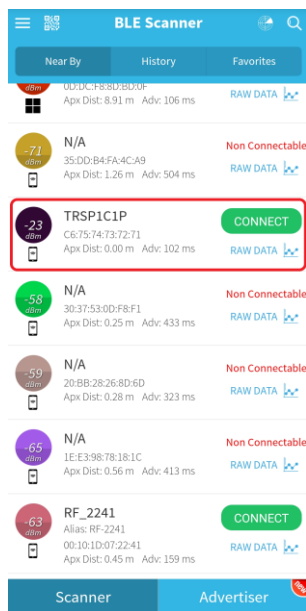 BLE Scanner
Near By History Favorites
dBm
0D:DC:F8:8D:BD:0F
Apx Dist: 8.91 m Adv: 106 ms
RAW DATA
-71
dBm
N/A
35:DD:B4:FA:4C:A9
Apx Dist: 1.26 m Adv: 504 ms
Non Connectable
RAW DATA
-23
dBm
TRSP1C1P
C6:75:74:73:72:71
Apx Dist: 0.00 m Adv: 102 ms
CONNECT
RAW DATA
-58
dBm
N/A
30:37:53:0D:F8:F1
Apx Dist: 0.25 m Adv: 433 ms
Non Connectable
RAW DATA
-59
dBm
N/A
20:BB:28:26:8D:6D
Apx Dist: 0.28 m Adv: 323 ms
Non Connectable
RAW DATA
-65
dBm
N/A
1E:E3:98:78:18:1C
Apx Dist: 0.56 m Adv: 413 ms
Non Connectable
RAW DATA
-63
dBm
RF_2241
Alias: RF-2241
00:10:1D:07:22:41
Apx Dist: 0.45 m Adv: 159 ms
CONNECT
RAW DATA
Scanner Advertiser
new